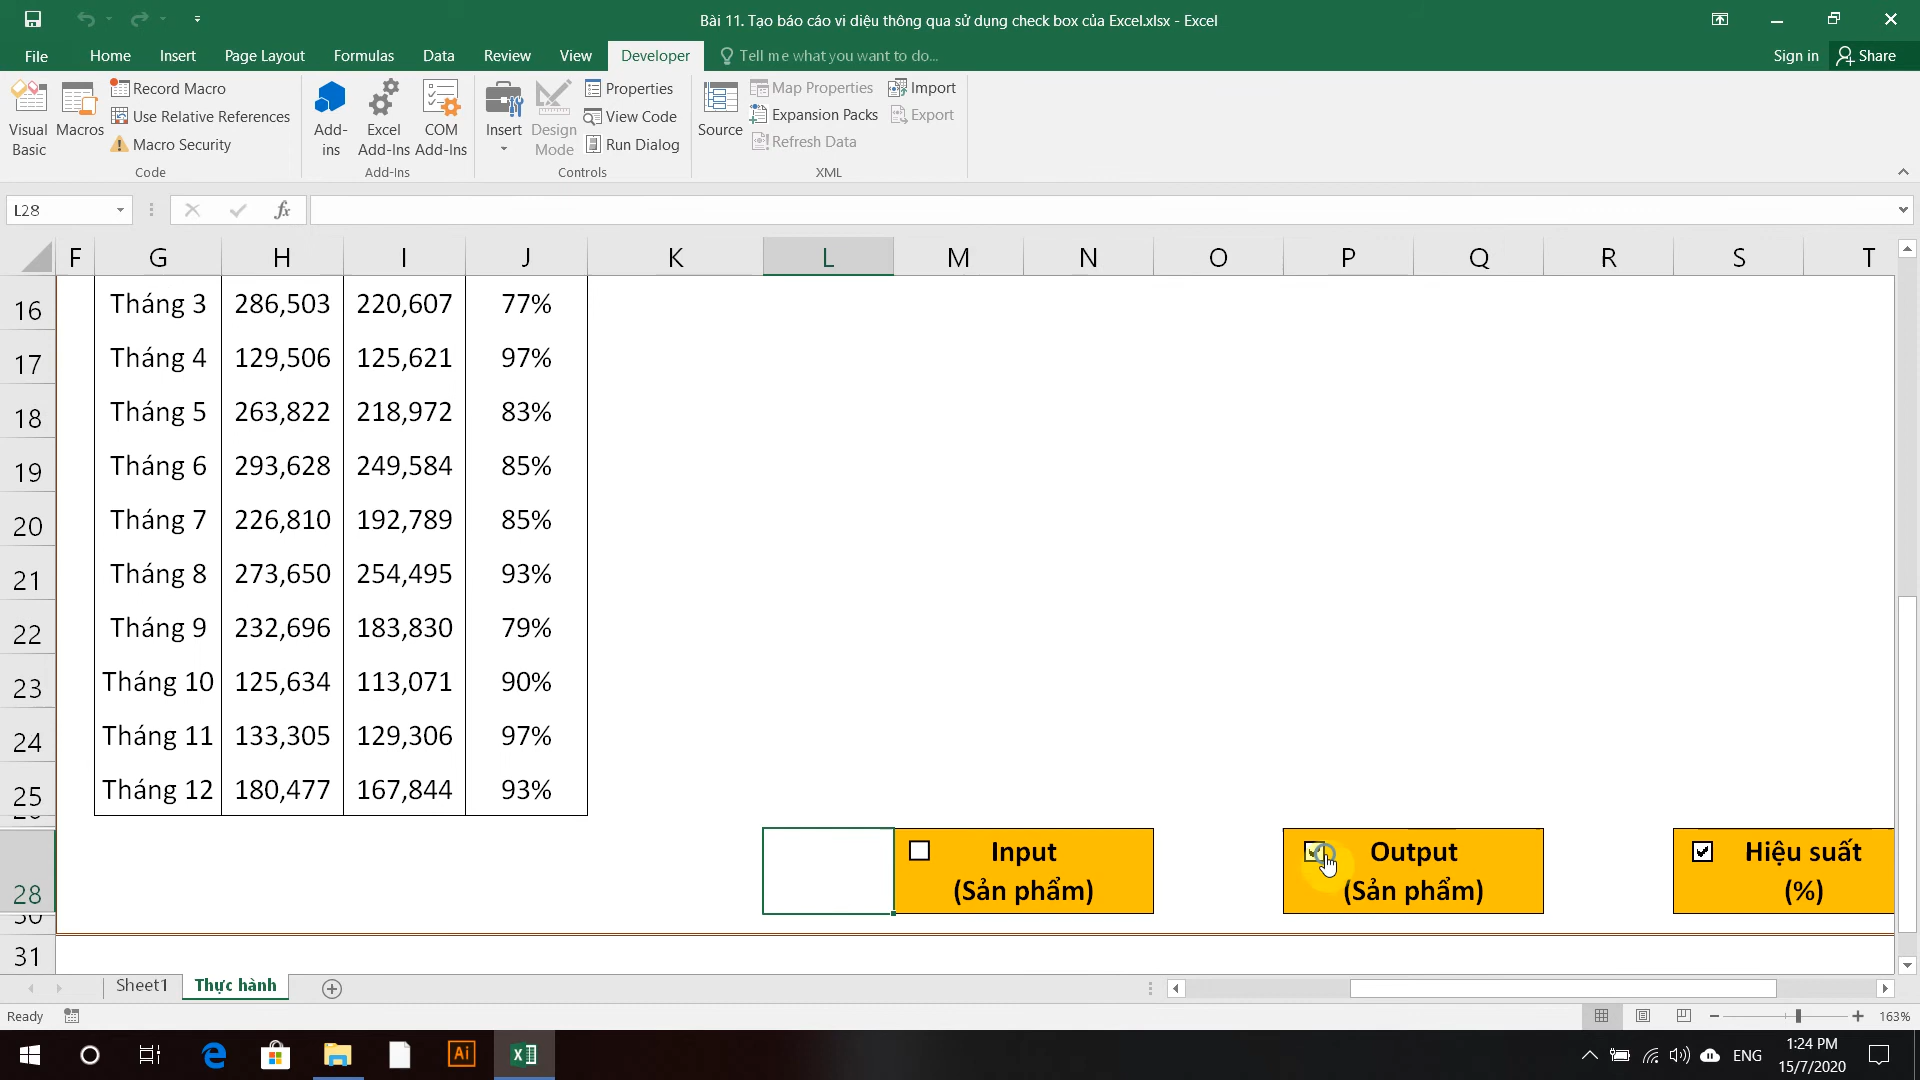 Bài 11. Tạo báo cáo vi diệu thông qua sử dụng check box của Excel.xlsx - Excel
File Home Insert Page Layout Formulas Data Review View Developer Tell me what you want to do... Sign in Share
Visual Basic
Macros
Record Macro
Use Relative References
Macro Security
Code
Add-ins
Excel Add-Ins
COM Add-Ins
Add-Ins
Insert
Design Mode
Properties
View Code
Run Dialog
Controls
Source
Map Properties
Expansion Packs
Refresh Data
Import
Export
XML
L28 fx
F G H I J K L M N O P Q R S T
16 Tháng 3 286,503 220,607 77%
17 Tháng 4 129,506 125,621 97%
18 Tháng 5 263,822 218,972 83%
19 Tháng 6 293,628 249,584 85%
20 Tháng 7 226,810 192,789 85%
21 Tháng 8 273,650 254,495 93%
22 Tháng 9 232,696 183,830 79%
23 Tháng 10 125,634 113,071 90%
24 Tháng 11 133,305 129,306 97%
25 Tháng 12 180,477 167,844 93%
28
Input
(Sản phẩm)
Output
(Sản phẩm)
Hiệu suất
(%)
31
Sheet1 Thực hành
Ready 163%
Ai
ENG
1:24 PM
15/7/2020